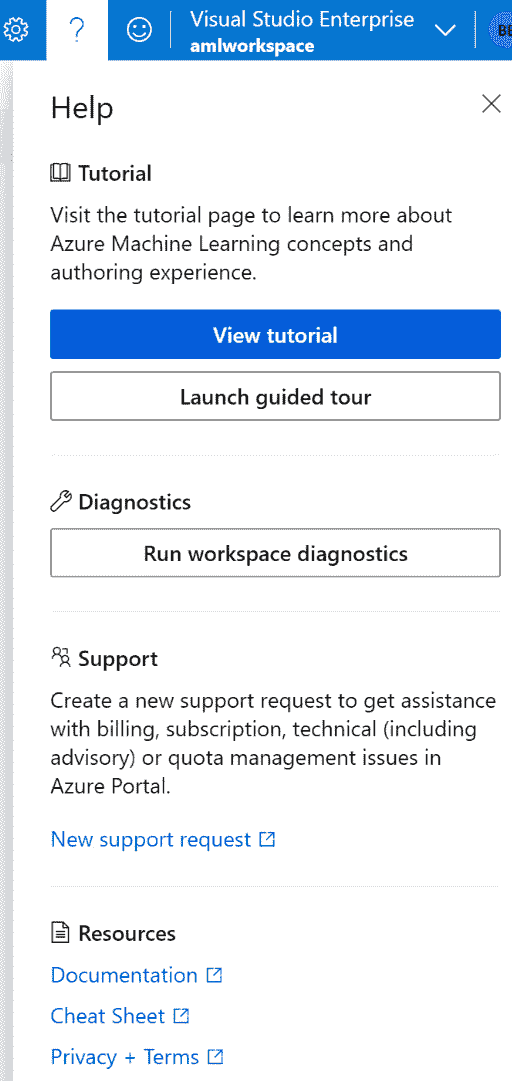 Visual Studio Enterprise
amlworkspace
BE
Help
Tutorial
Visit the tutorial page to learn more about
Azure Machine Learning concepts and
authoring experience.
View tutorial
Launch guided tour
Diagnostics
Run workspace diagnostics
Support
Create a new support request to get assistance
with billing, subscription, technical (including
advisory) or quota management issues in
Azure Portal.
New support request
Resources
Documentation
Cheat Sheet
Privacy + Terms